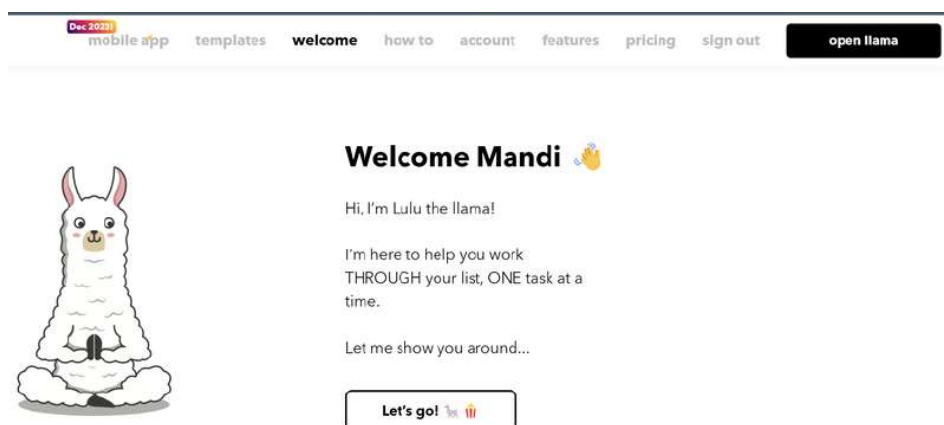 Dec 2023!
mobile app templates welcome how to account features pricing sign out open llama
Welcome Mandi 👋
Hi, I'm Lulu the llama!
I'm here to help you work
THROUGH your list, ONE task at a
time.
Let me show you around...
Let's go! 🦙 🍿